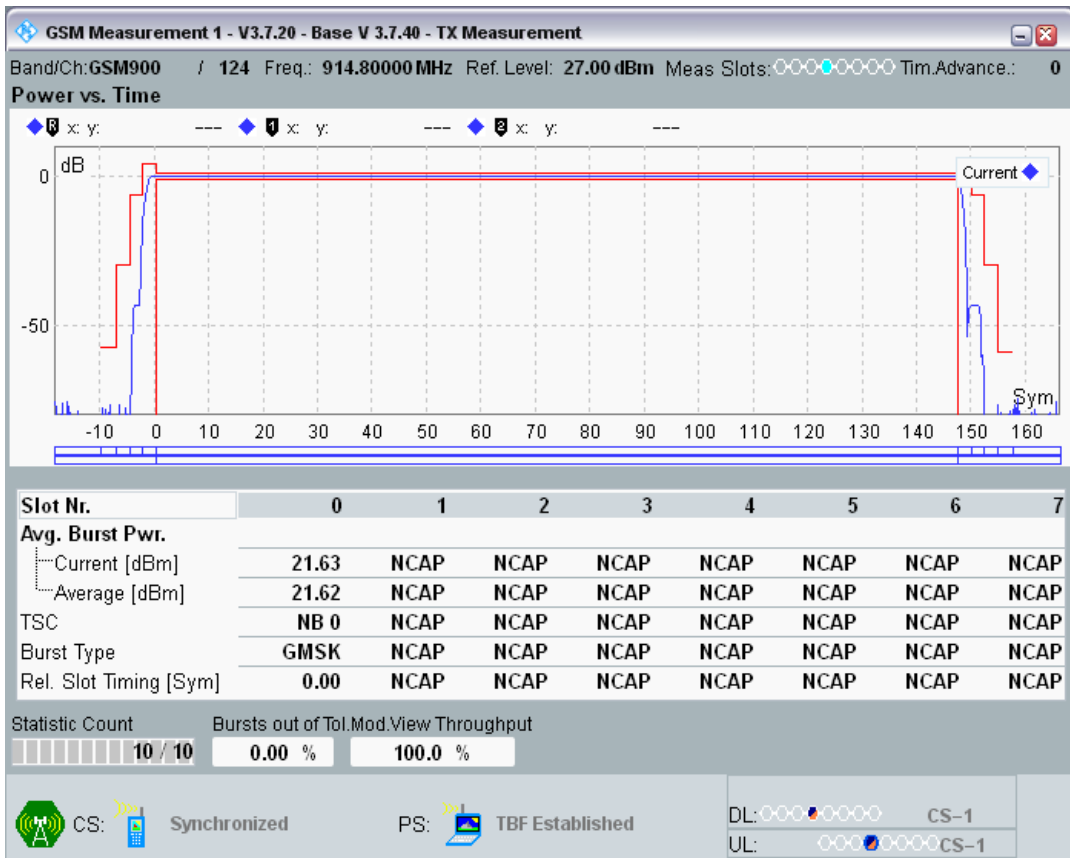 GSM Measurement 1 - V3.7.20 - Base V 3.7.40 - TX Measurement
Band/Ch:GSM900 / 124 Freq.: 914.80000 MHz Ref. Level: 27.00 dBm Meas Slots: Tim.Advance.: 0
Power vs. Time
R x: y: --- 1 x: y: --- 2 x: y: ---
dB
Current
0
-50
Sym
-10 0 10 20 30 40 50 60 70 80 90 100 110 120 130 140 150 160
Slot Nr. 0 1 2 3 4 5 6 7
Avg. Burst Pwr.
Current [dBm] 21.63 NCAP NCAP NCAP NCAP NCAP NCAP NCAP
Average [dBm] 21.62 NCAP NCAP NCAP NCAP NCAP NCAP NCAP
TSC NB 0 NCAP NCAP NCAP NCAP NCAP NCAP NCAP
Burst Type GMSK NCAP NCAP NCAP NCAP NCAP NCAP NCAP
Rel. Slot Timing [Sym] 0.00 NCAP NCAP NCAP NCAP NCAP NCAP NCAP
Statistic Count Bursts out of Tol.Mod.View Throughput
10 / 10 0.00 % 100.0 %
CS: Synchronized PS: TBF Established
DL: CS-1
UL: CS-1